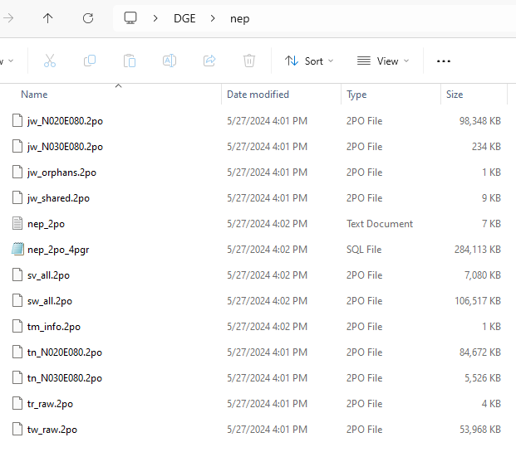 DGE > nep
Sort View ...
Name Date modified Type Size
jw_N020E080.2po 5/27/2024 4:01 PM 2PO File 98,348 KB
jw_N030E080.2po 5/27/2024 4:01 PM 2PO File 234 KB
jw_orphans.2po 5/27/2024 4:01 PM 2PO File 1 KB
jw_shared.2po 5/27/2024 4:01 PM 2PO File 9 KB
nep_2po 5/27/2024 4:02 PM Text Document 7 KB
nep_2po_4pgr 5/27/2024 4:02 PM SQL File 284,113 KB
sv_all.2po 5/27/2024 4:02 PM 2PO File 7,080 KB
sw_all.2po 5/27/2024 4:02 PM 2PO File 106,517 KB
tm_info.2po 5/27/2024 4:02 PM 2PO File 1 KB
tn_N020E080.2po 5/27/2024 4:01 PM 2PO File 84,672 KB
tn_N030E080.2po 5/27/2024 4:01 PM 2PO File 5,526 KB
tr_raw.2po 5/27/2024 4:01 PM 2PO File 4 KB
tw_raw.2po 5/27/2024 4:01 PM 2PO File 53,968 KB